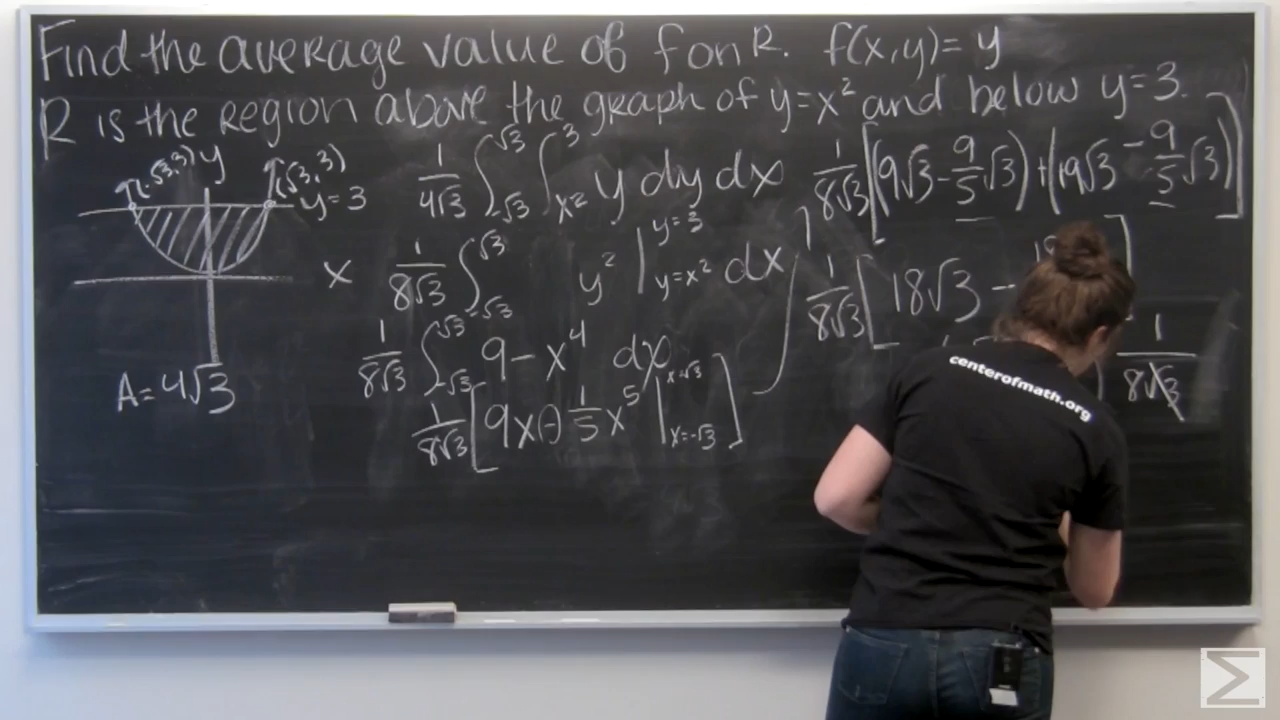 Find the average value of f on R. f(x,y)= y
R is the region above the graph of y=x² and below y=3.
(-√3,3) y (√3,3)
y=3
x
A=4√3
1/4√3 ∫_{-√3}^{√3} ∫_{x²}^{3} y dy dx
1/8√3 ∫_{-√3}^{√3} y² |_{y=x²}^{y=3} dx
1/8√3 ∫_{-√3}^{√3} 9-x⁴ dx
1/8√3 [9x - 1/5 x⁵ |_{x=-√3}^{x=√3}]
1/8√3 [(9√3 - 9/5 √3) + (9√3 - 9/5 √3)]
1/8√3 [18√3 - ]
1/8√3
centerofmath.org
Σ